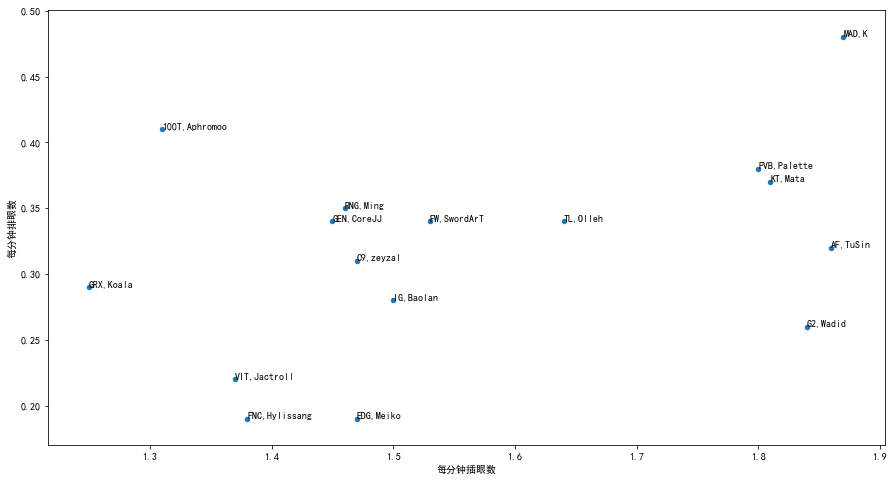 0.50
MAD,K
0.45
100T,Aphromoo
0.40
PVB,Palette
KT,Mata
0.35
RNG,Ming
GEN,CoreJJ
FW,SwordArT
TL,Olleh
每分钟排眼数
AF,TuSin
C9,zeyzal
0.30
GRX,Koala
IG,Baolan
G2,Wadid
0.25
VIT,Jactroll
0.20
FNC,Hylissang
EDG,Meiko
1.3
1.4
1.5
1.6
1.7
1.8
1.9
每分钟插眼数